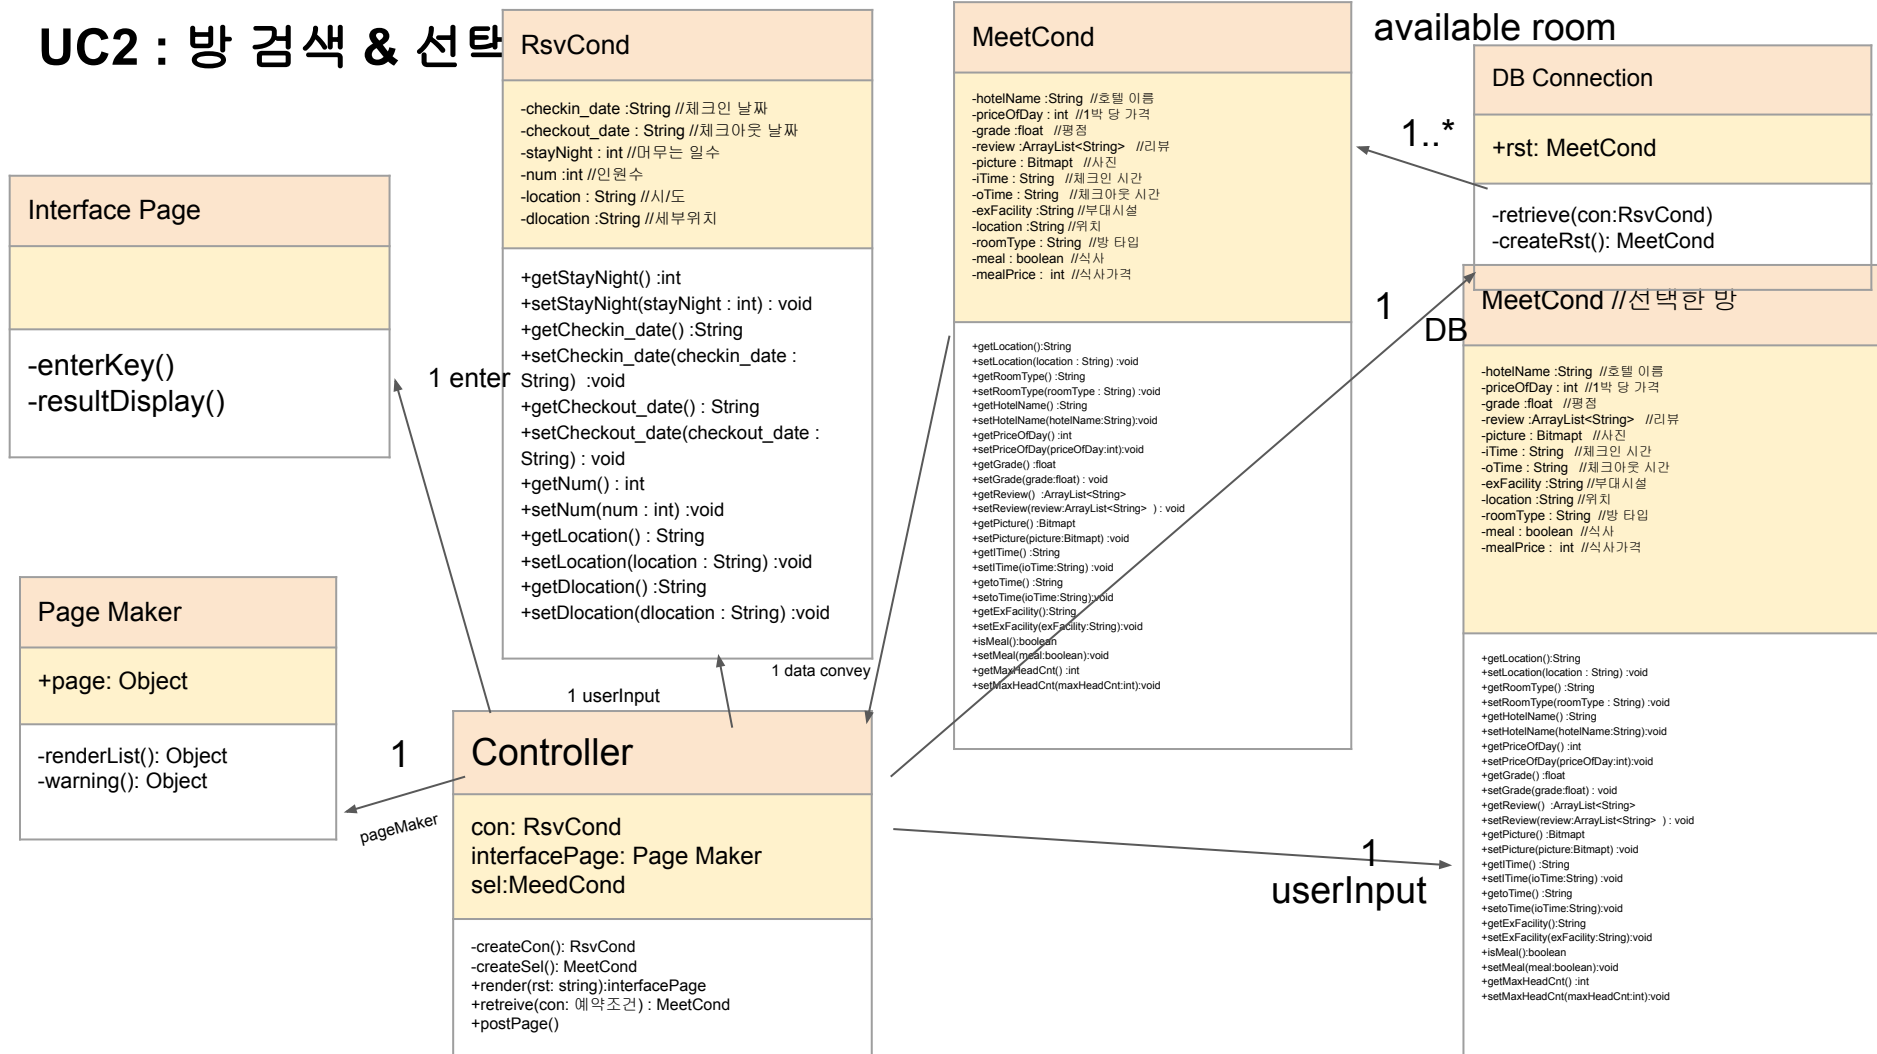 UC2 : 방 검색 & 선택
RsvCond
-checkin_date :String //체크인 날짜
-checkout_date : String //체크아웃 날짜
-stayNight : int //머무는 일수
-num :int //인원수
-location : String //시/도
-dlocation :String //세부위치
+getStayNight() :int
+setStayNight(stayNight : int) : void
+getCheckin_date() :String
+setCheckin_date(checkin_date :
String)  :void
+getCheckout_date() : String
+setCheckout_date(checkout_date :
String) : void
+getNum() : int
+setNum(num : int) :void
+getLocation() : String
+setLocation(location : String) :void
+getDlocation() :String
+setDlocation(dlocation : String) :void
MeetCond
-hotelName :String  //호텔 이름
-priceOfDay : int  //1박 당 가격
-grade :float   //평점
-review :ArrayList<String>   //리뷰
-picture : Bitmapt  //사진
-iTime : String   //체크인 시간
-oTime : String   //체크아웃 시간
-exFacility :String //부대시설
-location :String //위치
-roomType : String  //방 타입
-meal : boolean  //식사
-mealPrice :  int  //식사가격
+getLocation():String
+setLocation(location : String) :void
+getRoomType() :String
+setRoomType(roomType : String) :void
+getHotelName() :String
+setHotelName(hotelName:String):void
+getPriceOfDay() :int
+setPriceOfDay(priceOfDay:int):void
+getGrade() :float
+setGrade(grade:float) : void
+getReview()  :ArrayList<String>
+setReview(review:ArrayList<String>  ) : void
+getPicture() :Bitmapt
+setPicture(picture:Bitmapt) :void
+getITime() :String
+setITime(ioTime:String) :void
+getoTime() :String
+setoTime(ioTime:String):void
+getExFacility():String
+setExFacility(exFacility:String):void
+isMeal():boolean
+setMeal(meal:boolean):void
+getMaxHeadCnt() :int
+setMaxHeadCnt(maxHeadCnt:int):void
available room
1..*
DB Connection
+rst: MeetCond
-retrieve(con:RsvCond)
-createRst(): MeetCond
1
DB
MeetCond //선택한 방
-hotelName :String  //호텔 이름
-priceOfDay : int  //1박 당 가격
-grade :float   //평점
-review :ArrayList<String>   //리뷰
-picture : Bitmapt  //사진
-iTime : String   //체크인 시간
-oTime : String   //체크아웃 시간
-exFacility :String //부대시설
-location :String //위치
-roomType : String  //방 타입
-meal : boolean  //식사
-mealPrice :  int  //식사가격
+getLocation():String
+setLocation(location : String) :void
+getRoomType() :String
+setRoomType(roomType : String) :void
+getHotelName() :String
+setHotelName(hotelName:String):void
+getPriceOfDay() :int
+setPriceOfDay(priceOfDay:int):void
+getGrade() :float
+setGrade(grade:float) : void
+getReview()  :ArrayList<String>
+setReview(review:ArrayList<String>  ) : void
+getPicture() :Bitmapt
+setPicture(picture:Bitmapt) :void
+getITime() :String
+setITime(ioTime:String) :void
+getoTime() :String
+setoTime(ioTime:String):void
+getExFacility():String
+setExFacility(exFacility:String):void
+isMeal():boolean
+setMeal(meal:boolean):void
+getMaxHeadCnt() :int
+setMaxHeadCnt(maxHeadCnt:int):void
Interface Page
-enterKey()
-resultDisplay()
1 enter
Page Maker
+page: Object
-renderList(): Object
-warning(): Object
1
pageMaker
1 userInput
1 data convey
Controller
con: RsvCond
interfacePage: Page Maker
sel:MeedCond
-createCon(): RsvCond
-createSel(): MeetCond
+render(rst: string):interfacePage
+retreive(con: 예약조건) : MeetCond
+postPage()
1
userInput